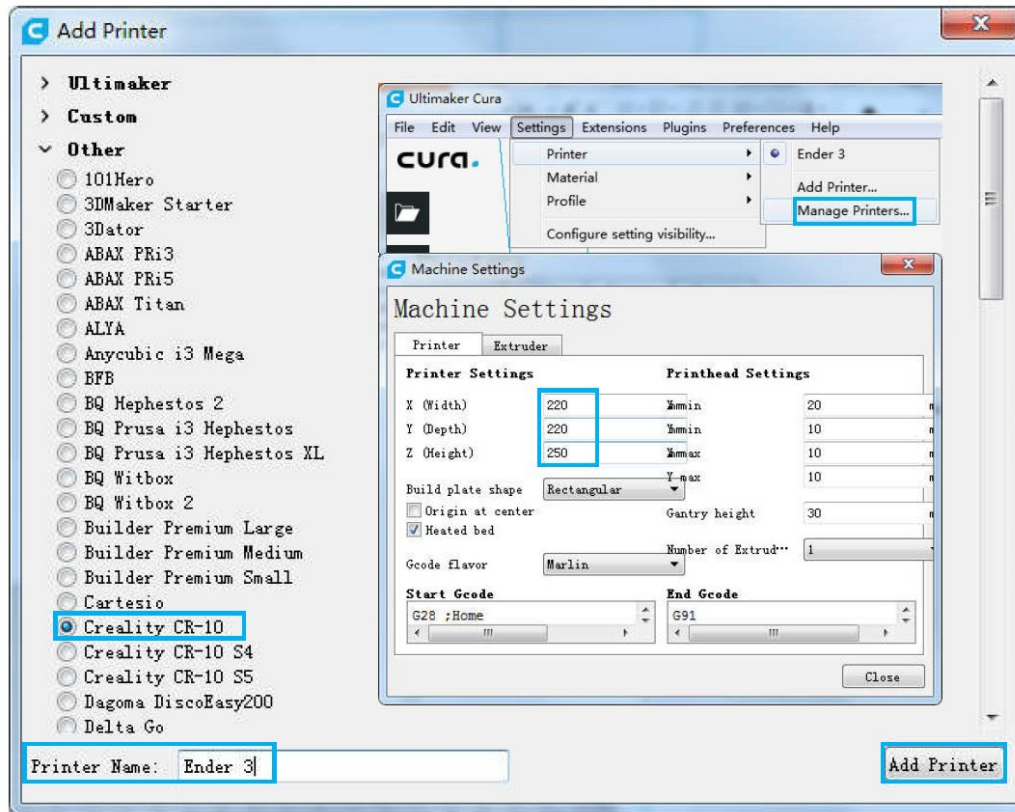 Add Printer
Ultimaker
Custom
Other
101Hero
3DMaker Starter
3Dator
ABAX PRi3
ABAX PRi5
ABAX Titan
ALYA
Anycubic i3 Mega
BFB
BQ Hephestos 2
BQ Prusa i3 Hephestos
BQ Prusa i3 Hephestos XL
BQ Witbox
BQ Witbox 2
Builder Premium Large
Builder Premium Medium
Builder Premium Small
Cartesio
Creality CR-10
Creality CR-10 S4
Creality CR-10 S5
Dagoma DiscoEasy200
Delta Go
Printer Name: Ender 3
Add Printer
Ultimaker Cura
File Edit View Settings Extensions Plugins Preferences Help
cura.
Printer
Material
Profile
Configure setting visibility...
Ender 3
Add Printer...
Manage Printers...
Machine Settings
Machine Settings
Printer Extruder
Printer Settings Printhead Settings
X (Width) 220 20
Y (Depth) 220 10
Z (Height) 250 10
Y max 10
Build plate shape Rectangular
Origin at center
Heated bed
Gantry height 30
Number of Extrud··· 1
Gcode flavor Marlin
Start Gcode End Gcode
G28 ;Home G91
Close